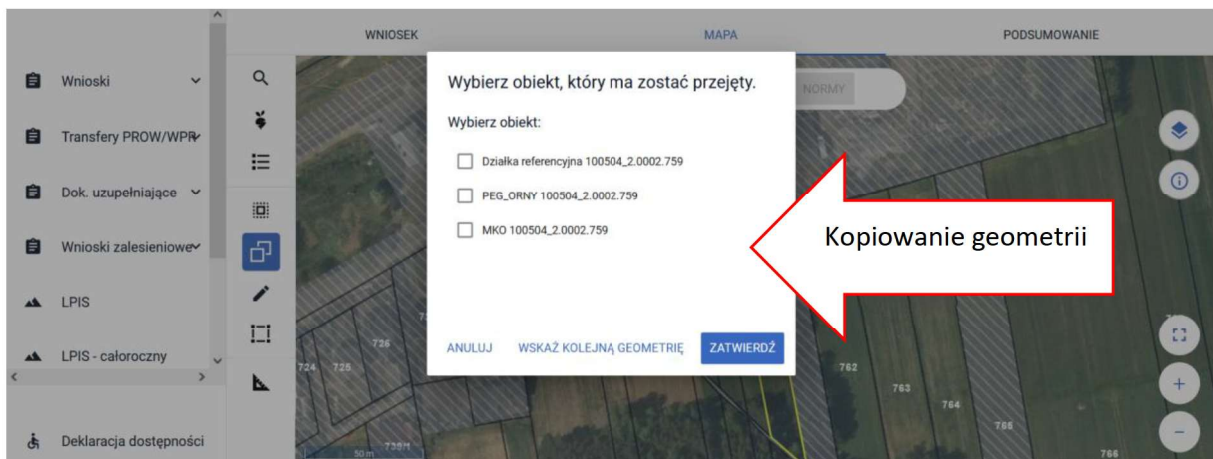 WNIOSEK
MAPA
PODSUMOWANIE
Wnioski
Transfery PROW/WPR
Dok. uzupełniające
Wnioski zalesieniowe
LPIS
LPIS - całoroczny
Deklaracja dostępności
NORMY
Wybierz obiekt, który ma zostać przejęty.
Wybierz obiekt:
Działka referencyjna 100504_2.0002.759
PEG_ORNY 100504_2.0002.759
MKO 100504_2.0002.759
ANULUJ
WSKAŻ KOLEJNĄ GEOMETRIĘ
ZATWIERDŹ
Kopiowanie geometrii
724
725
726
762
763
764
765
766
50 m